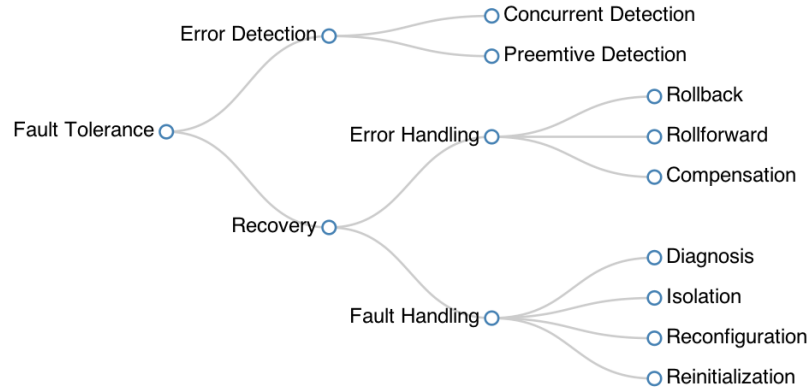 Concurrent Detection
Error Detection
Preemtive Detection
Rollback
Fault Tolerance
Error Handling
Rollforward
Compensation
Recovery
Diagnosis
Isolation
Fault Handling
Reconfiguration
Reinitialization